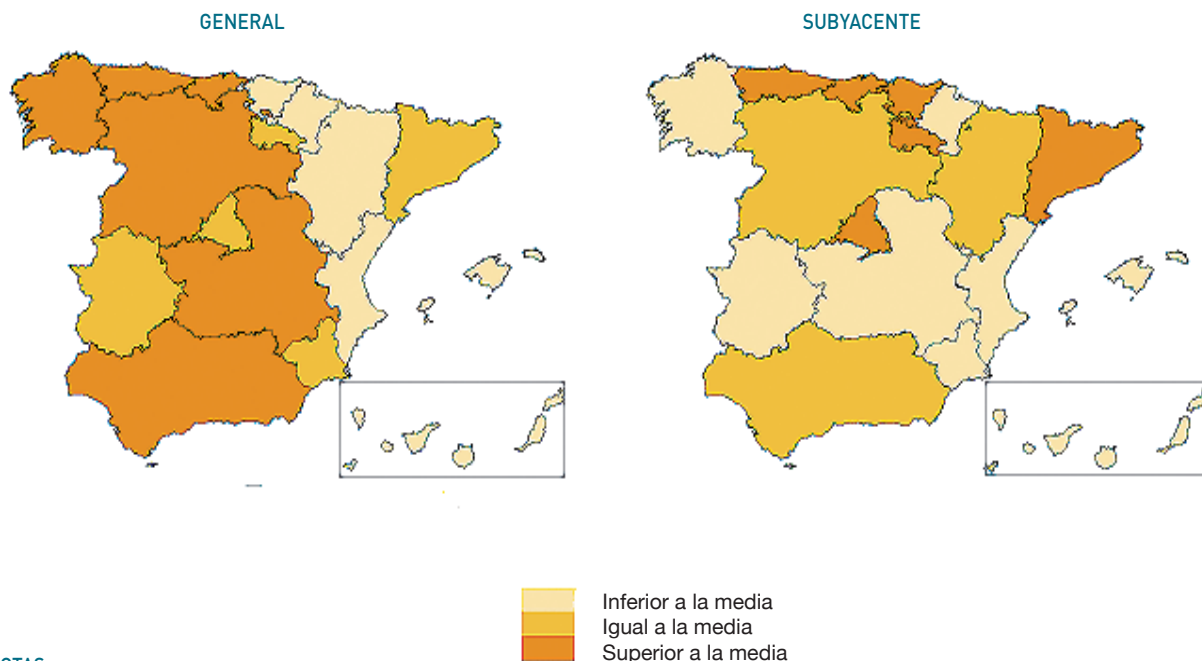 GENERAL
SUBYACENTE
Inferior a la media
Igual a la media
Superior a la media